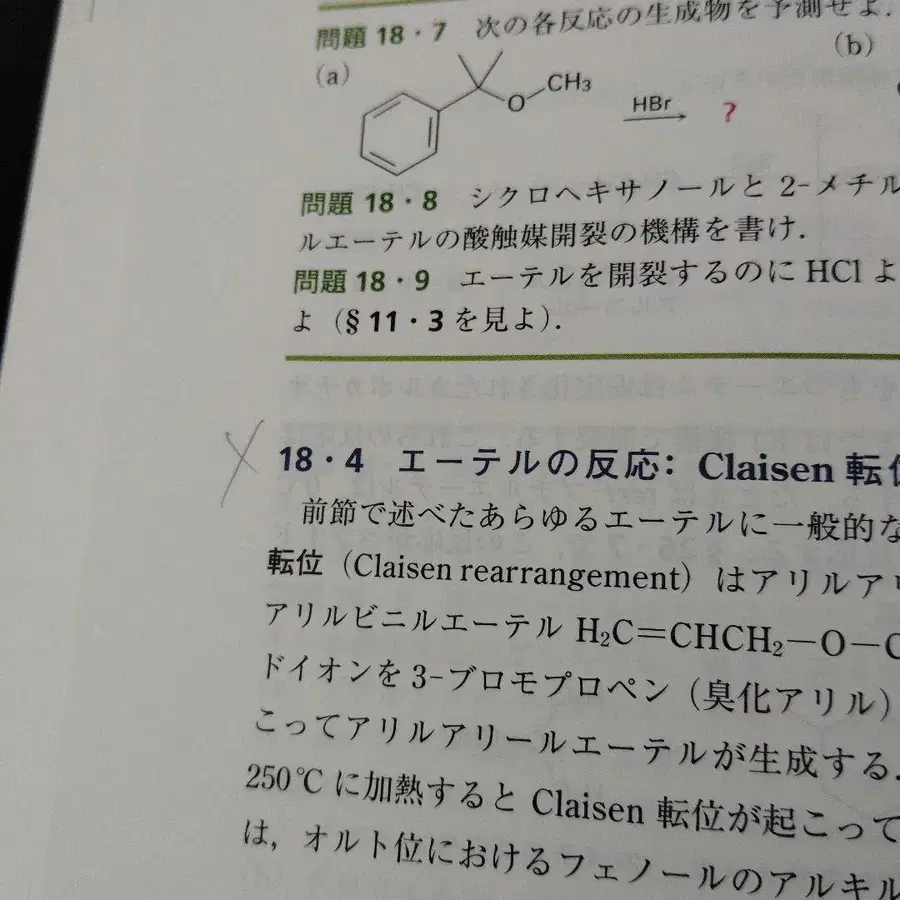 問題 18・7 次の各反応の生成物を予測せよ.
(a)
(b)
CH₃
O
HBr
?
問題 18・8 シクロヘキサノールと 2-メチル
ルエーテルの酸触媒開裂の機構を書け.
問題 18・9 エーテルを開裂するのに HCl よ
よ (§ 11・3 を見よ).
18・4 エーテルの反応: Claisen 転位
前節で述べたあらゆるエーテルに一般的な
転位 (Claisen rearrangement) はアリルア
アリルビニルエーテル H₂C=CHCH₂—O—C
ドイオンを 3-ブロモプロペン (臭化アリル)
こってアリルアリールエーテルが生成する.
250 ℃ に加熱すると Claisen 転位が起こって
は, オルト位におけるフェノールのアルキル